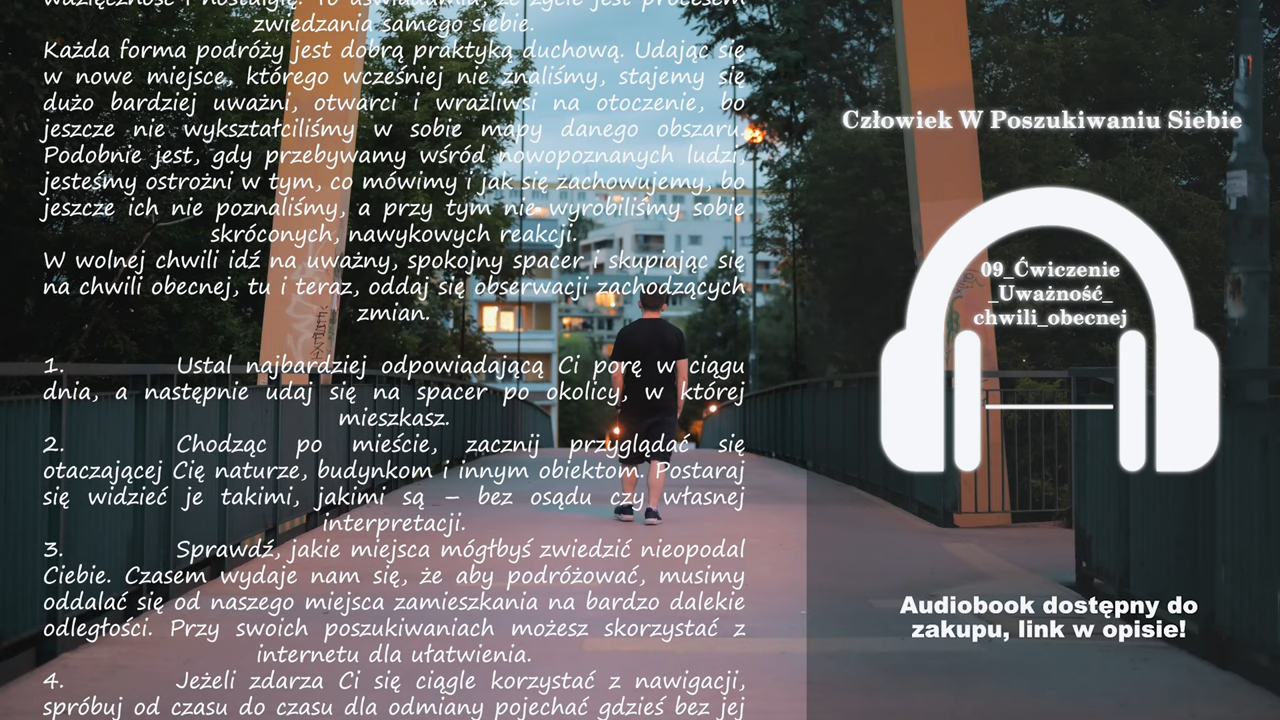 wdzięczność i nostalgię. To uświadamia, że życie jest procesem
zwiedzania samego siebie.
Każda forma podróży jest dobrą praktyką duchową. Udając się
w nowe miejsce, którego wcześniej nie znaliśmy, stajemy się
dużo bardziej uważni, otwarci i wrażliwsi na otoczenie, bo
jeszcze nie wykształciliśmy w sobie mapy danego obszaru.
Podobnie jest, gdy przebywamy wśród nowopoznanych ludzi,
jesteśmy ostrożni w tym, co mówimy i jak się zachowujemy, bo
jeszcze ich nie poznaliśmy, a przy tym nie wyrobiliśmy sobie
skróconych, nawykowych reakcji.
W wolnej chwili idź na uważny, spokojny spacer i skupiając się
na chwili obecnej, tu i teraz, oddaj się obserwacji zachodzących
zmian.
1. Ustal najbardziej odpowiadającą Ci porę w ciągu
dnia, a następnie udaj się na spacer po okolicy, w której
mieszkasz.
2. Chodząc po mieście, zacznij przyglądać się
otaczającej Cię naturze, budynkom i innym obiektom. Postaraj
się widzieć je takimi, jakimi są – bez osądu czy własnej
interpretacji.
3. Sprawdź, jakie miejsca mógłbyś zwiedzić nieopodal
Ciebie. Czasem wydaje nam się, że aby podróżować, musimy
oddalać się od naszego miejsca zamieszkania na bardzo dalekie
odległości. Przy swoich poszukiwaniach możesz skorzystać z
internetu dla ułatwienia.
4. Jeżeli zdarza Ci się ciągle korzystać z nawigacji,
spróbuj od czasu do czasu dla odmiany pojechać gdzieś bez jej
Człowiek W Poszukiwaniu Siebie
09_Ćwiczenie
_Uważność_
chwili_obecnej
Audiobook dostępny do
zakupu, link w opisie!